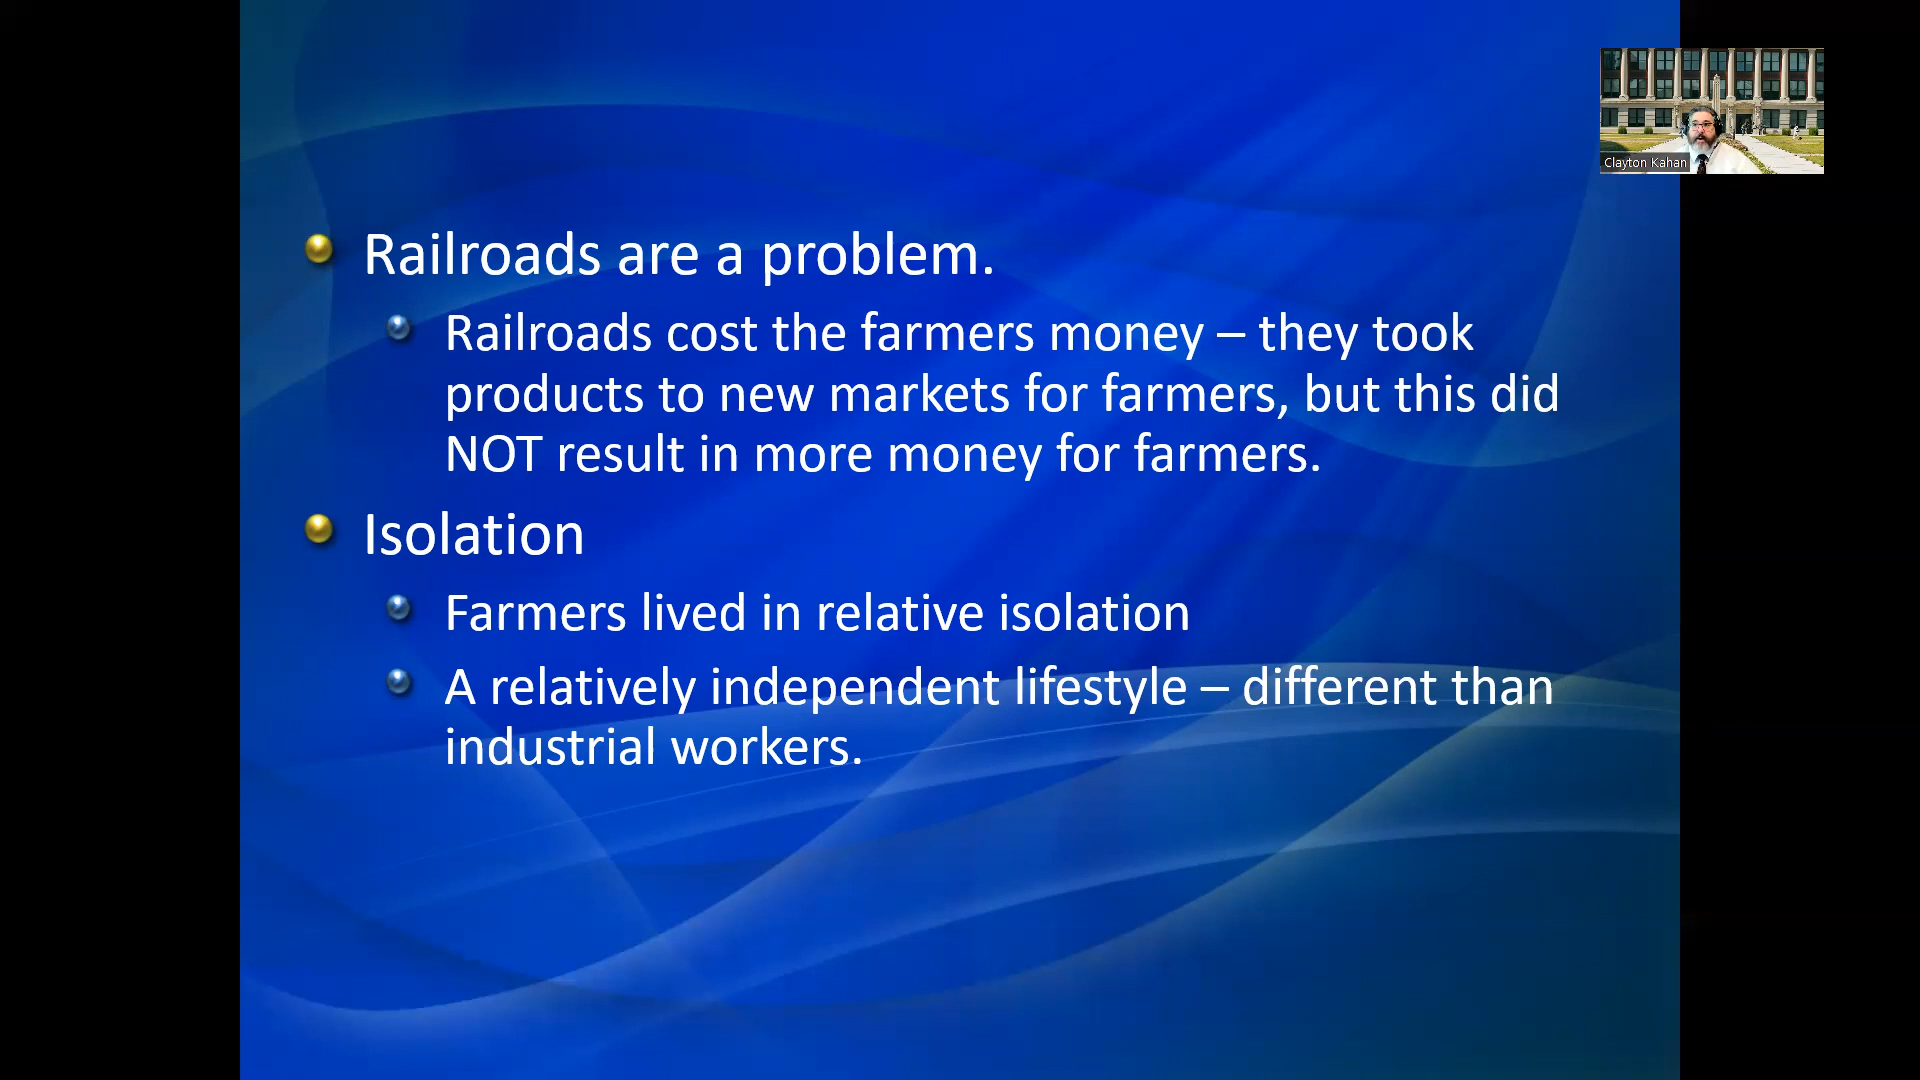 Clayton Kahan
Railroads are a problem.
Railroads cost the farmers money – they took
products to new markets for farmers, but this did
NOT result in more money for farmers.
Isolation
Farmers lived in relative isolation
A relatively independent lifestyle – different than
industrial workers.